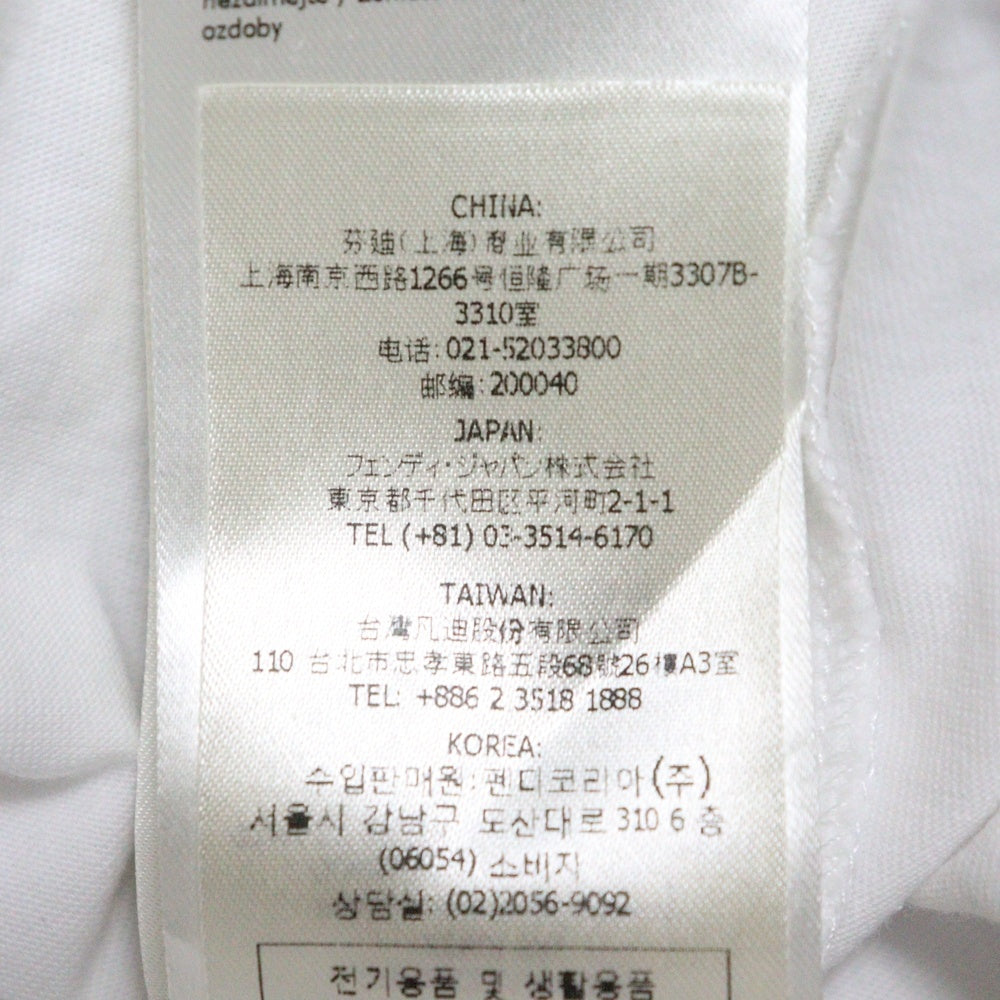 ozdoby
CHINA:
芬迪(上海)商业有限公司
上海南京西路1266号恒隆广场一期3307B-
3310室
电话:021-52033800
邮编:200040
JAPAN:
フェンディ・ジャパン株式会社
東京都千代田区平河町2-1-1
TEL (+81) 03-3514-6170
TAIWAN:
台灣凡迪股份有限公司
110 台北市忠孝東路五段68號26樓A3室
TEL: +886 2 3518 1888
KOREA:
수입판매원: 펜디코리아(주)
서울시 강남구 도산대로 310 6 층
(06054) 소비자
상담실: (02)2056-9092
전기용품 및 생활용품